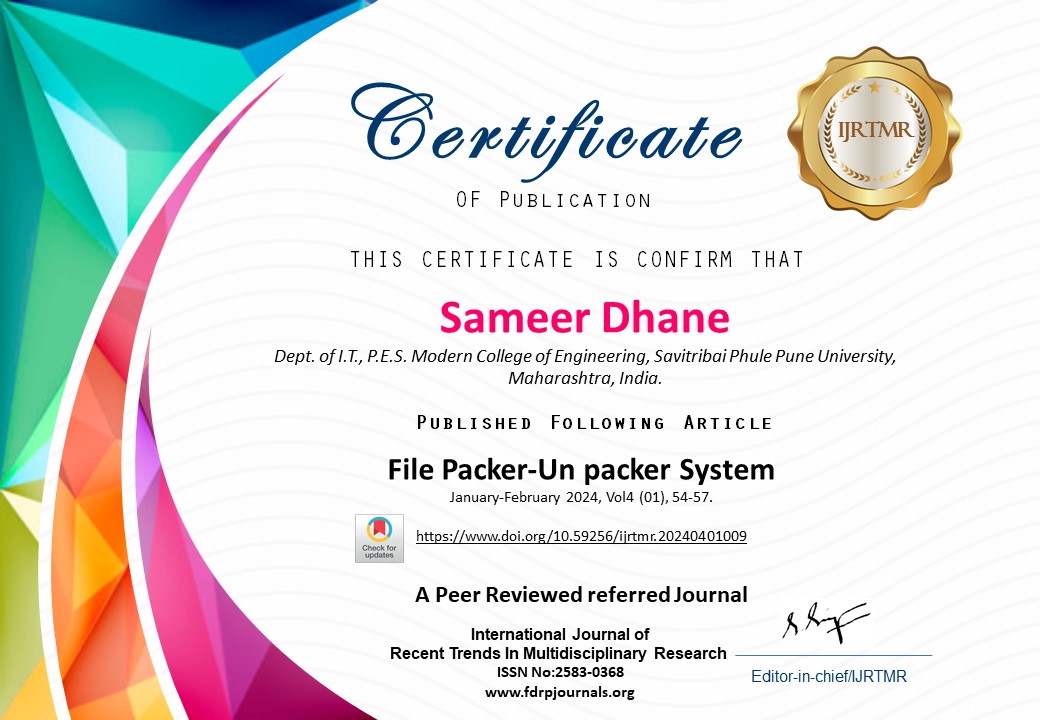 Certificate
OF PUBLICATION
IJRTMR
THIS CERTIFICATE IS CONFIRM THAT
Sameer Dhane
Dept. of I.T., P.E.S. Modern College of Engineering, Savitribai Phule Pune University,
Maharashtra, India.
PUBLISHED FOLLOWING ARTICLE
File Packer-Un packer System
January-February 2024, Vol4 (01), 54-57.
Check for
updates
https://www.doi.org/10.59256/ijrtmr.20240401009
A Peer Reviewed referred Journal
International Journal of
Recent Trends In Multidisciplinary Research
ISSN No:2583-0368
www.fdrpjournals.org
Editor-in-chief/IJRTMR